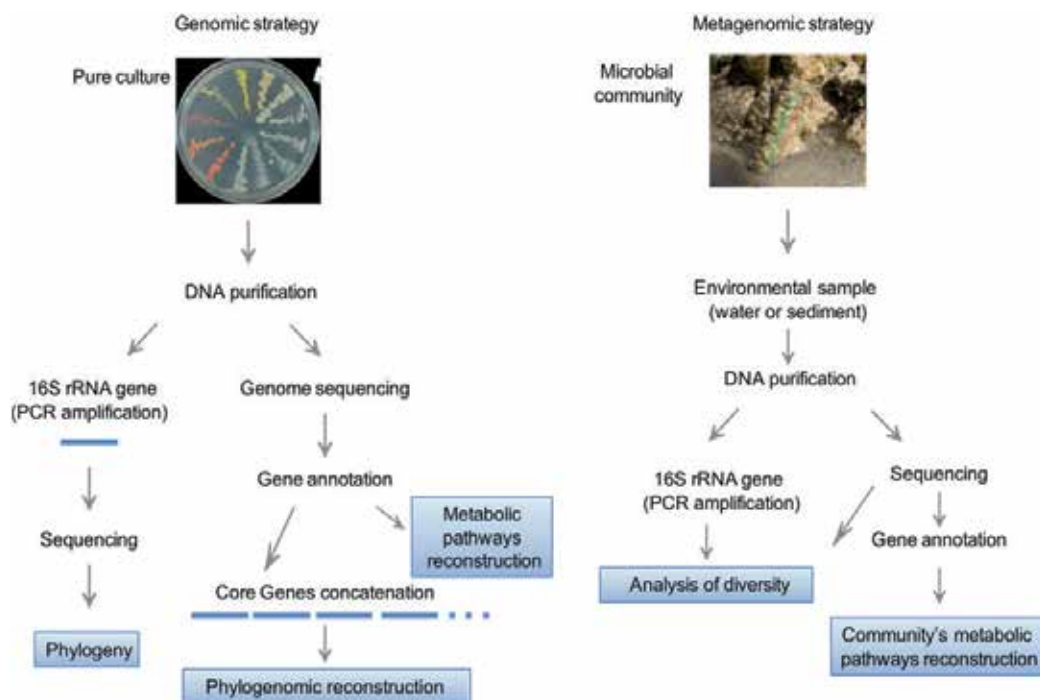 Genomic strategy
Pure culture
DNA purification
16S rRNA gene
(PCR amplification)
Sequencing
Phylogeny
Genome sequencing
Gene annotation
Metabolic
pathways
reconstruction
Core Genes concatenation
Phylogenomic reconstruction
Metagenomic strategy
Microbial
community
Environmental sample
(water or sediment)
DNA purification
16S rRNA gene
(PCR amplification)
Analysis of diversity
Sequencing
Gene annotation
Community's metabolic
pathways reconstruction